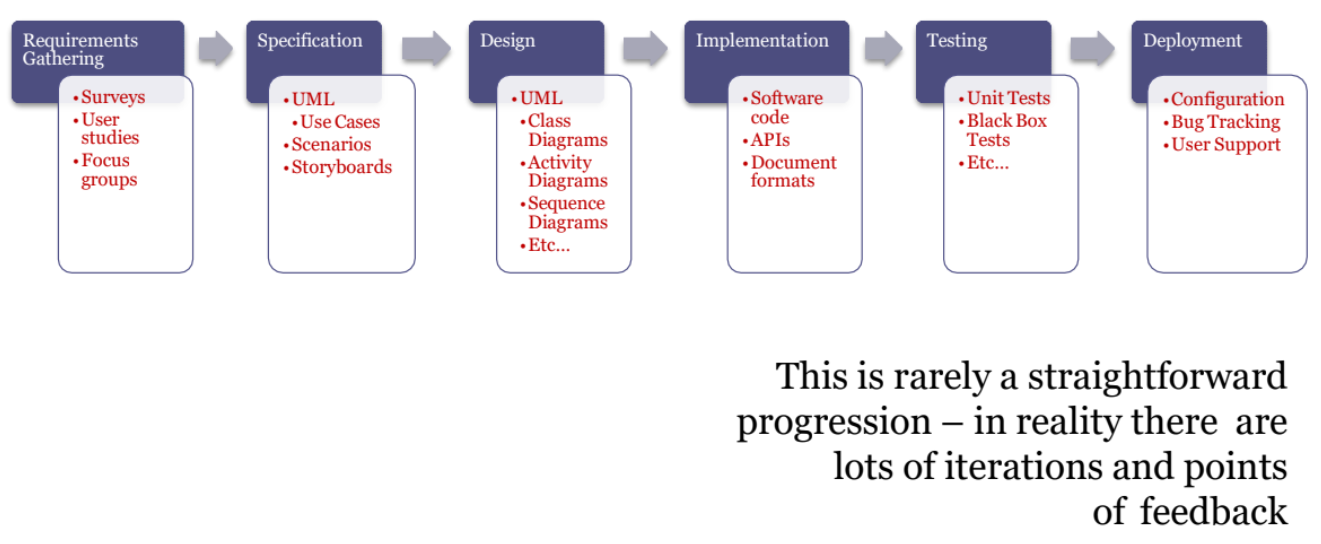 Requirements
Gathering
•Surveys
•User
studies
•Focus
groups
Specification
•UML
•Use Cases
•Scenarios
•Storyboards
Design
•UML
•Class
Diagrams
•Activity
Diagrams
•Sequence
Diagrams
•Etc...
Implementation
•Software
code
•APIs
•Document
formats
Testing
•Unit Tests
•Black Box
Tests
•Etc...
Deployment
•Configuration
•Bug Tracking
•User Support
This is rarely a straightforward
progression – in reality there are
lots of iterations and points
of feedback